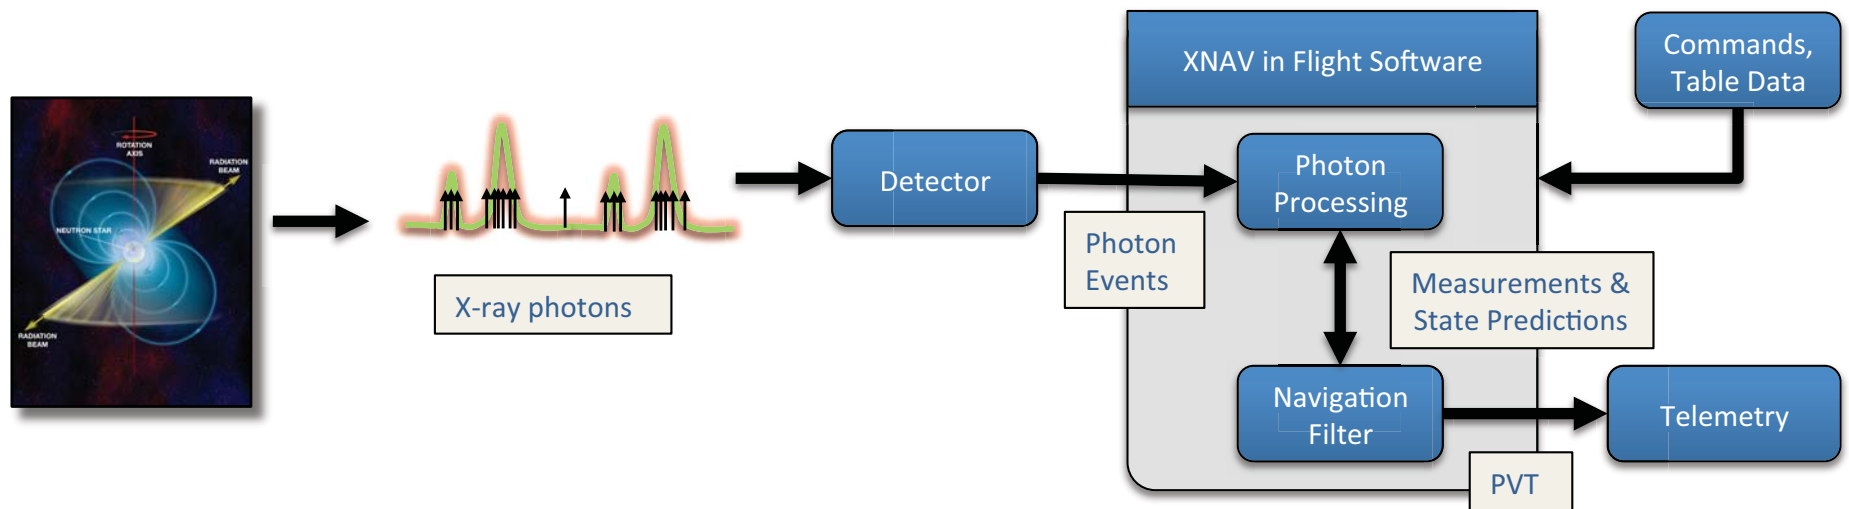 ROTATION
AXIS
RADIATION
BEAM
NEUTRON STAR
RADIATION
BEAM
X-ray photons
Detector
Photon
Events
XNAV in Flight Software
Photon
Processing
Measurements &
State Predictions
Navigation
Filter
PVT
Commands,
Table Data
Telemetry